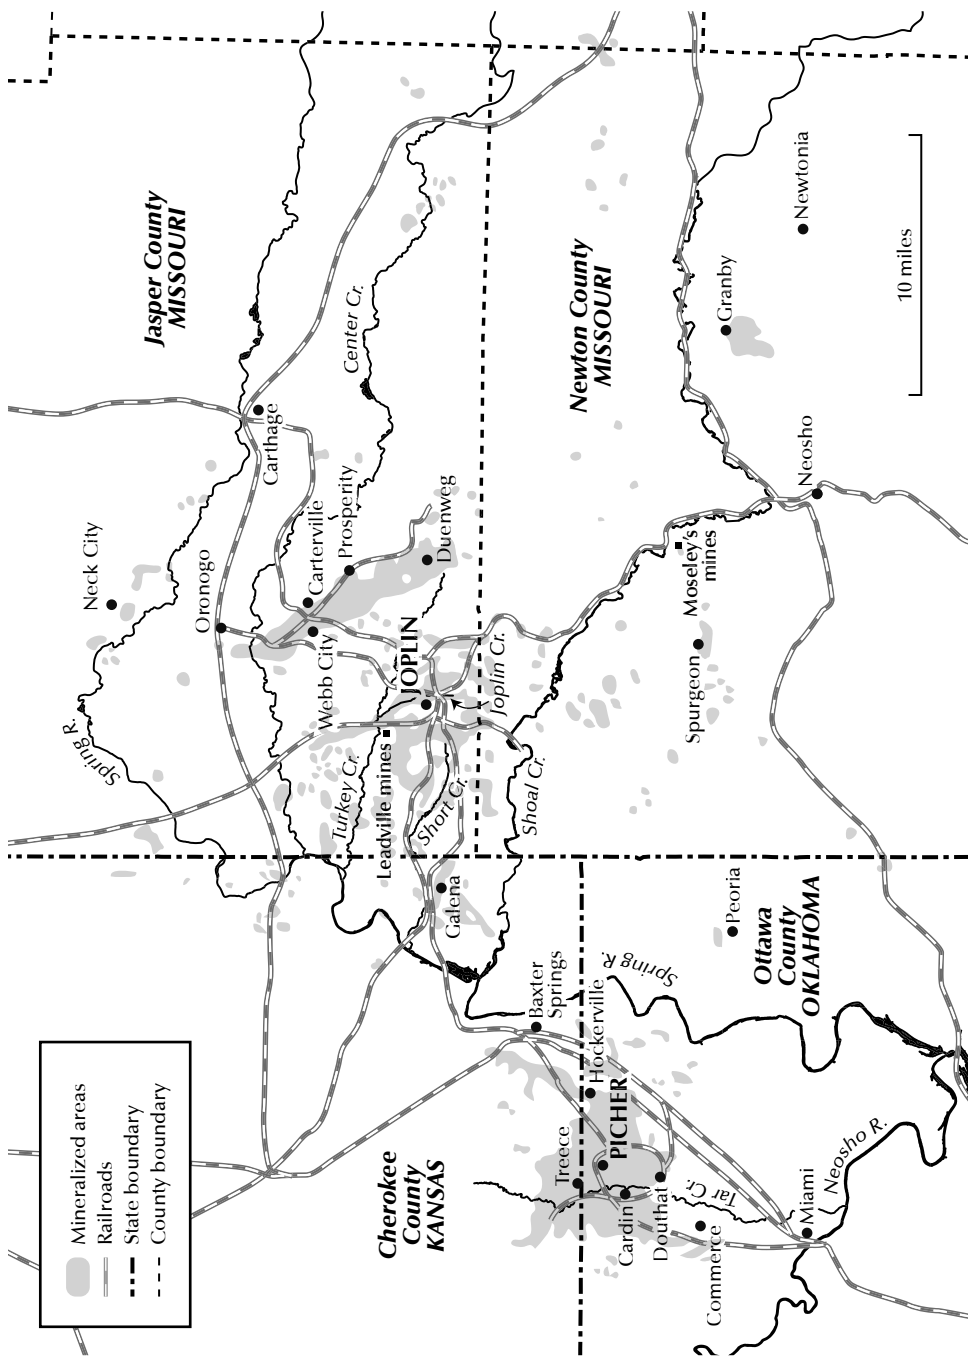 Mineralized areas
Railroads
State boundary
County boundary
Jasper County
MISSOURI
Neck City
Spring R.
Oronogo
Carthage
Carterville
Prosperity
Webb City
Duenweg
Center Cr.
Turkey Cr.
Leadville mines
JOPLIN
Short Cr.
Joplin Cr.
Shoal Cr.
Galena
Newton County
MISSOURI
Granby
Newtonia
Neosho
Moseley's
mines
Spurgeon
10 miles
Cherokee
County
KANSAS
Baxter
Springs
Treece
Hockerville
PICHER
Cardin
Douthat
Tar Cr.
Commerce
Miami
Neosho R.
Spring R.
Peoria
Ottawa
County
OKLAHOMA